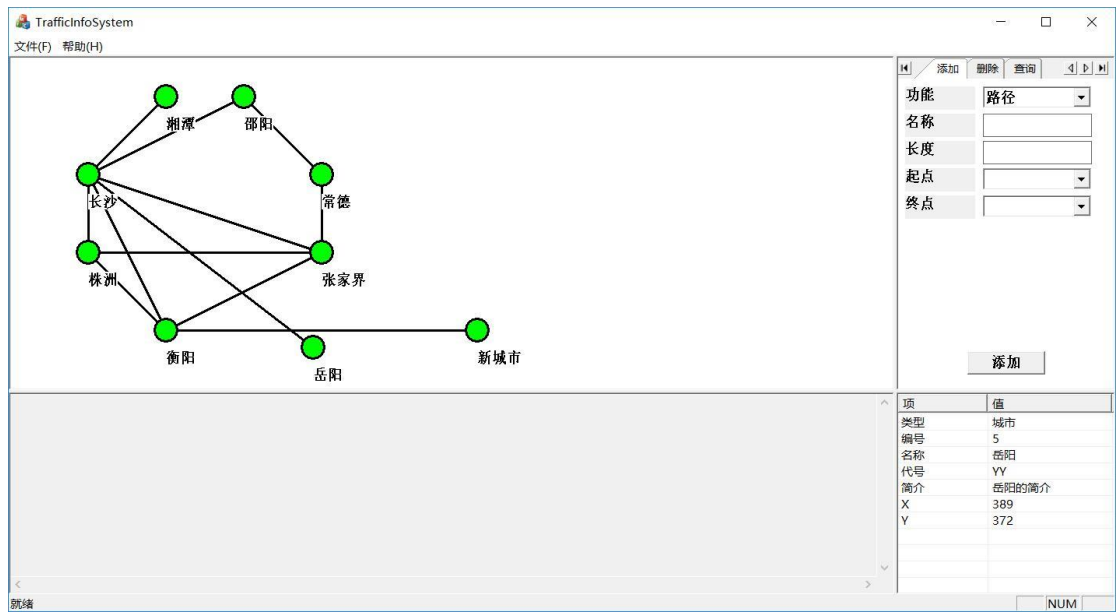 TrafficInfoSystem
文件(F) 帮助(H)
添加 删除 查询
功能 路径
名称
长度
起点
终点
添加
湘潭 邵阳
长沙 常德
株洲 张家界
衡阳 岳阳 新城市
项 值
类型 城市
编号 5
名称 岳阳
代号 YY
简介 岳阳的简介
X 389
Y 372
就绪 NUM